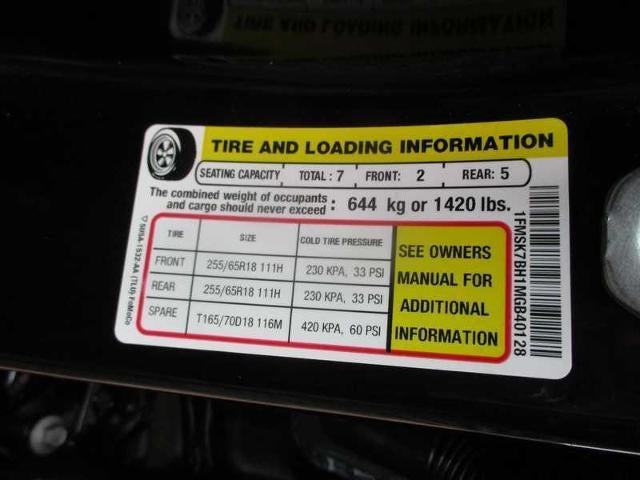 TIRE AND LOADING INFORMATION
SEATING CAPACITY TOTAL : 7 FRONT: 2 REAR: 5
The combined weight of occupants and cargo should never exceed : 644 kg or 1420 lbs.
TIRE SIZE COLD TIRE PRESSURE
FRONT 255/65R18 111H 230 KPA, 33 PSI
REAR 255/65R18 111H 230 KPA, 33 PSI
SPARE T165/70D18 116M 420 KPA, 60 PSI
SEE OWNERS
MANUAL FOR
ADDITIONAL
INFORMATION
1FMSK7BH1MGB40128